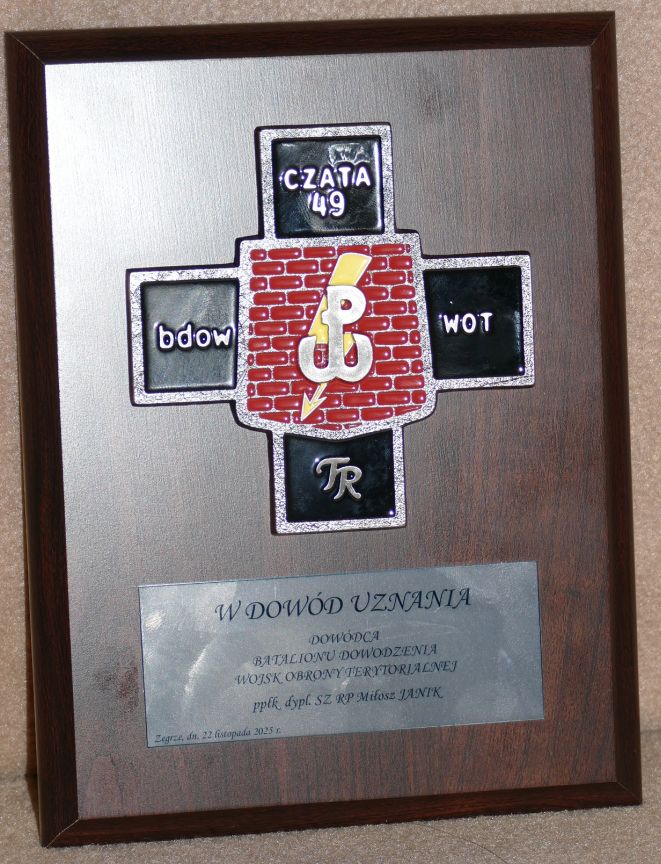 CZATA
49
bdow
PW
WOT
TR
W DOWÓD UZNANIA
DOWÓDCA
BATALIONU DOWODZENIA
WOJSK OBRONY TERYTORIALNEJ
ppłk dypl. SZ RP Miłosz JANIK
Zegrze, dn. 22 listopada 2025 r.